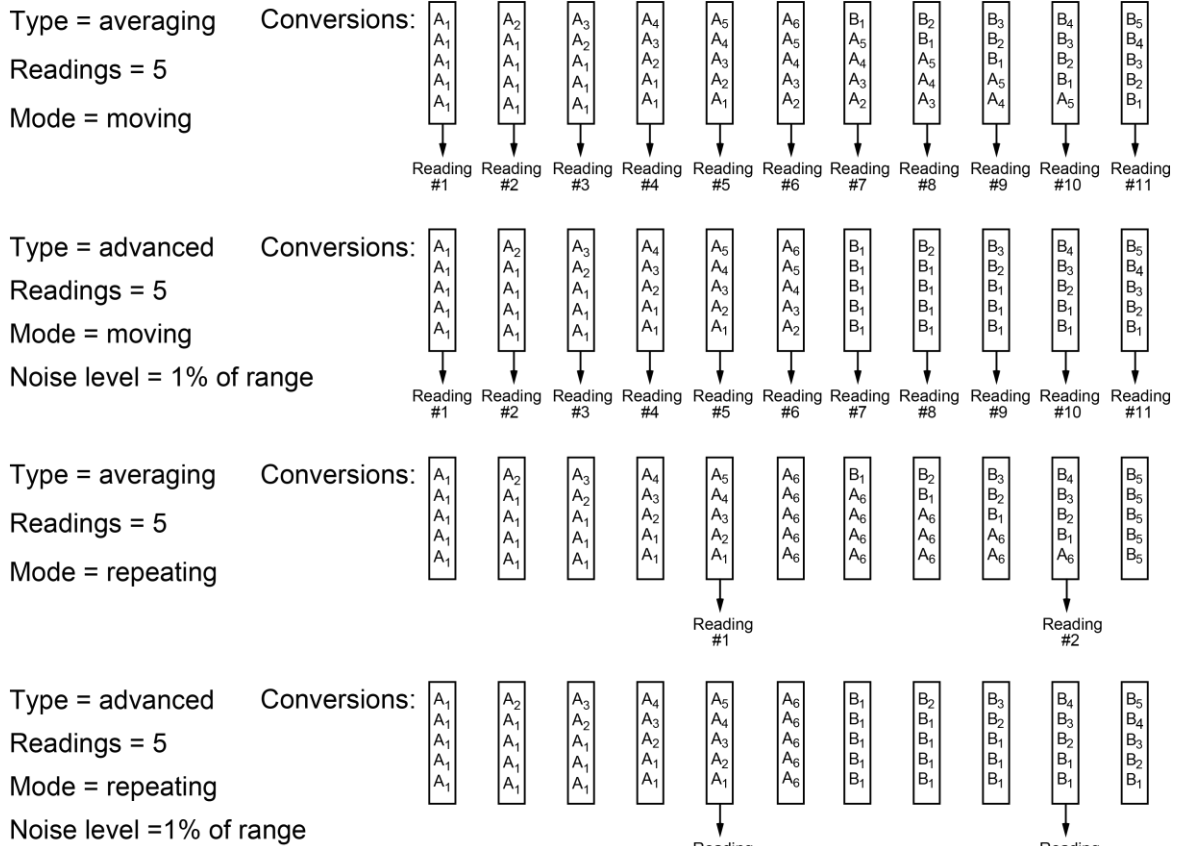 Type = averaging Conversions: A₁ A₂ A₃ A₄ A₅ A₆ B₁ B₂ B₃ B₄ B₅
A₁ A₁ A₂ A₃ A₄ A₅ A₅ B₁ B₂ B₃ B₄
Readings = 5 A₁ A₁ A₁ A₂ A₃ A₄ A₄ A₅ B₁ B₂ B₃
A₁ A₁ A₁ A₁ A₂ A₃ A₃ A₄ A₅ B₁ B₂
Mode = moving A₁ A₁ A₁ A₁ A₁ A₂ A₂ A₃ A₄ A₅ B₁
Reading Reading Reading Reading Reading Reading Reading Reading Reading Reading Reading
#1 #2 #3 #4 #5 #6 #7 #8 #9 #10 #11
Type = advanced Conversions: A₁ A₂ A₃ A₄ A₅ A₆ B₁ B₂ B₃ B₄ B₅
A₁ A₁ A₂ A₃ A₄ A₅ B₁ B₁ B₂ B₃ B₄
Readings = 5 A₁ A₁ A₁ A₂ A₃ A₄ B₁ B₁ B₁ B₂ B₃
A₁ A₁ A₁ A₁ A₂ A₃ B₁ B₁ B₁ B₁ B₂
Mode = moving A₁ A₁ A₁ A₁ A₁ A₂ B₁ B₁ B₁ B₁ B₁
Noise level = 1% of range
Reading Reading Reading Reading Reading Reading Reading Reading Reading Reading Reading
#1 #2 #3 #4 #5 #6 #7 #8 #9 #10 #11
Type = averaging Conversions: A₁ A₂ A₃ A₄ A₅ A₆ B₁ B₂ B₃ B₄ B₅
A₁ A₁ A₂ A₃ A₄ A₆ A₆ B₁ B₂ B₃ B₅
Readings = 5 A₁ A₁ A₁ A₂ A₃ A₆ A₆ A₆ B₁ B₂ B₅
A₁ A₁ A₁ A₁ A₂ A₆ A₆ A₆ A₆ B₁ B₅
Mode = repeating A₁ A₁ A₁ A₁ A₁ A₆ A₆ A₆ A₆ A₆ B₅
Reading Reading
#1 #2
Type = advanced Conversions: A₁ A₂ A₃ A₄ A₅ A₆ B₁ B₂ B₃ B₄ B₅
A₁ A₁ A₂ A₃ A₄ A₆ B₁ B₁ B₂ B₃ B₄
Readings = 5 A₁ A₁ A₁ A₂ A₃ A₆ B₁ B₁ B₁ B₂ B₃
A₁ A₁ A₁ A₁ A₂ A₆ B₁ B₁ B₁ B₁ B₂
Mode = repeating A₁ A₁ A₁ A₁ A₁ A₆ B₁ B₁ B₁ B₁ B₁
Noise level =1% of range